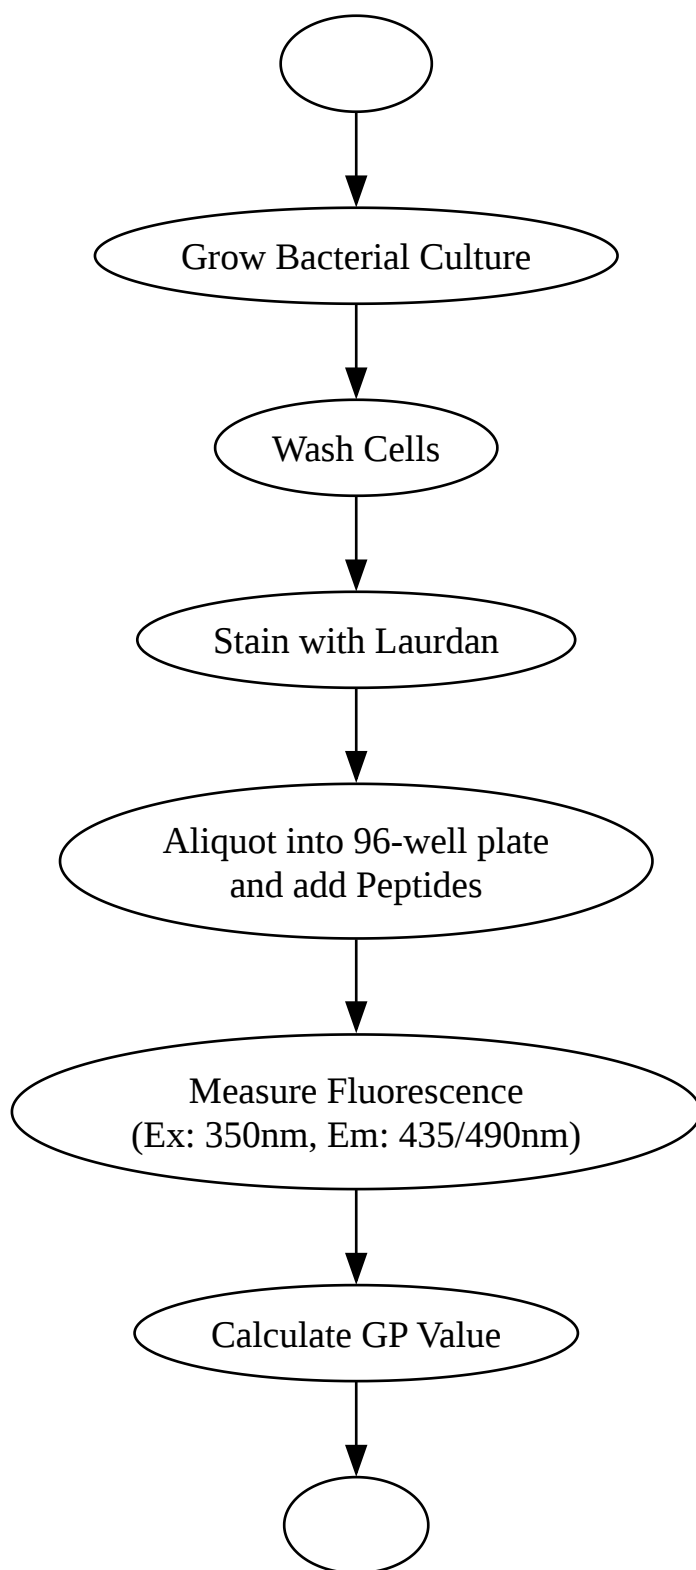 Grow Bacterial Culture
Wash Cells
Stain with Laurdan
Aliquot into 96-well plate
and add Peptides
Measure Fluorescence
(Ex: 350nm, Em: 435/490nm)
Calculate GP Value